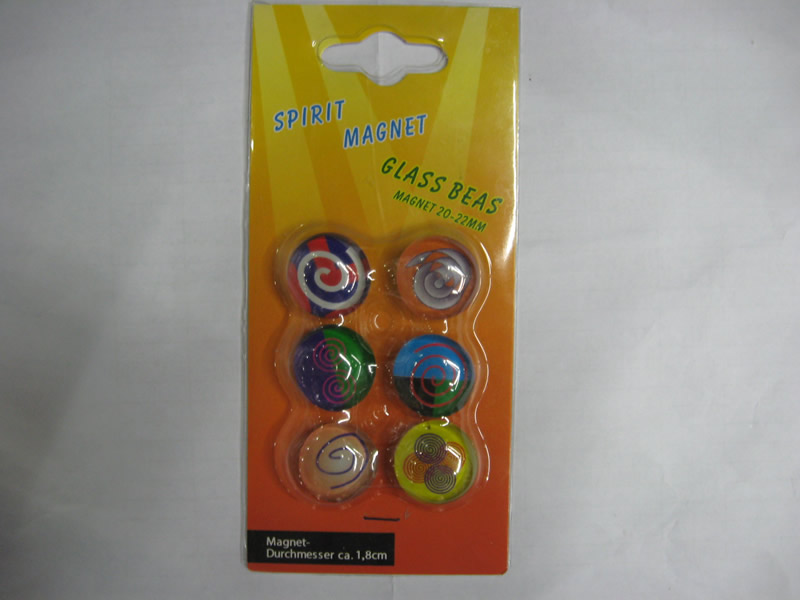 SPIRIT
MAGNET
GLASS BEAS
MAGNET 20-22MM
Magnet-
Durchmesser ca. 1,8cm